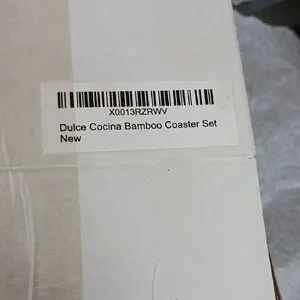 X0013RZRWV
Dulce Cocina Bamboo Coaster Set
New